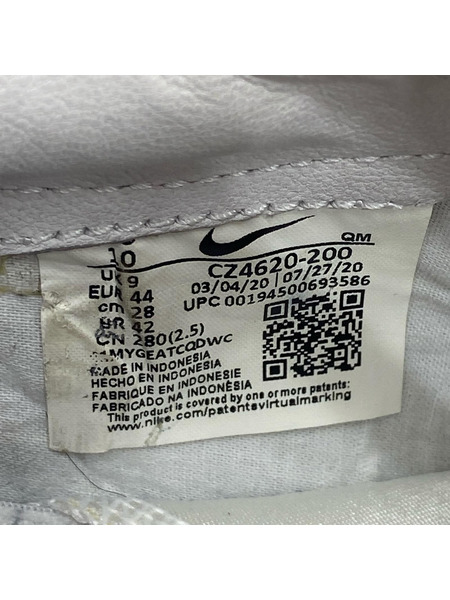 QM
10 CZ4620-200
UK 9 03/04/20 07/27/20
EUR 44 UPC 00194500693586
cm 28
BR 42
CN 280(2.5)
MYGEATCQDWC
MADE IN INDONESIA
HECHO EN INDONESIA
FABRIQUE EN INDONESIE
FABRICADO NA INDONÉSIA
This product is covered by one or more patents:
www.nike.com/patentsvirtualmarking